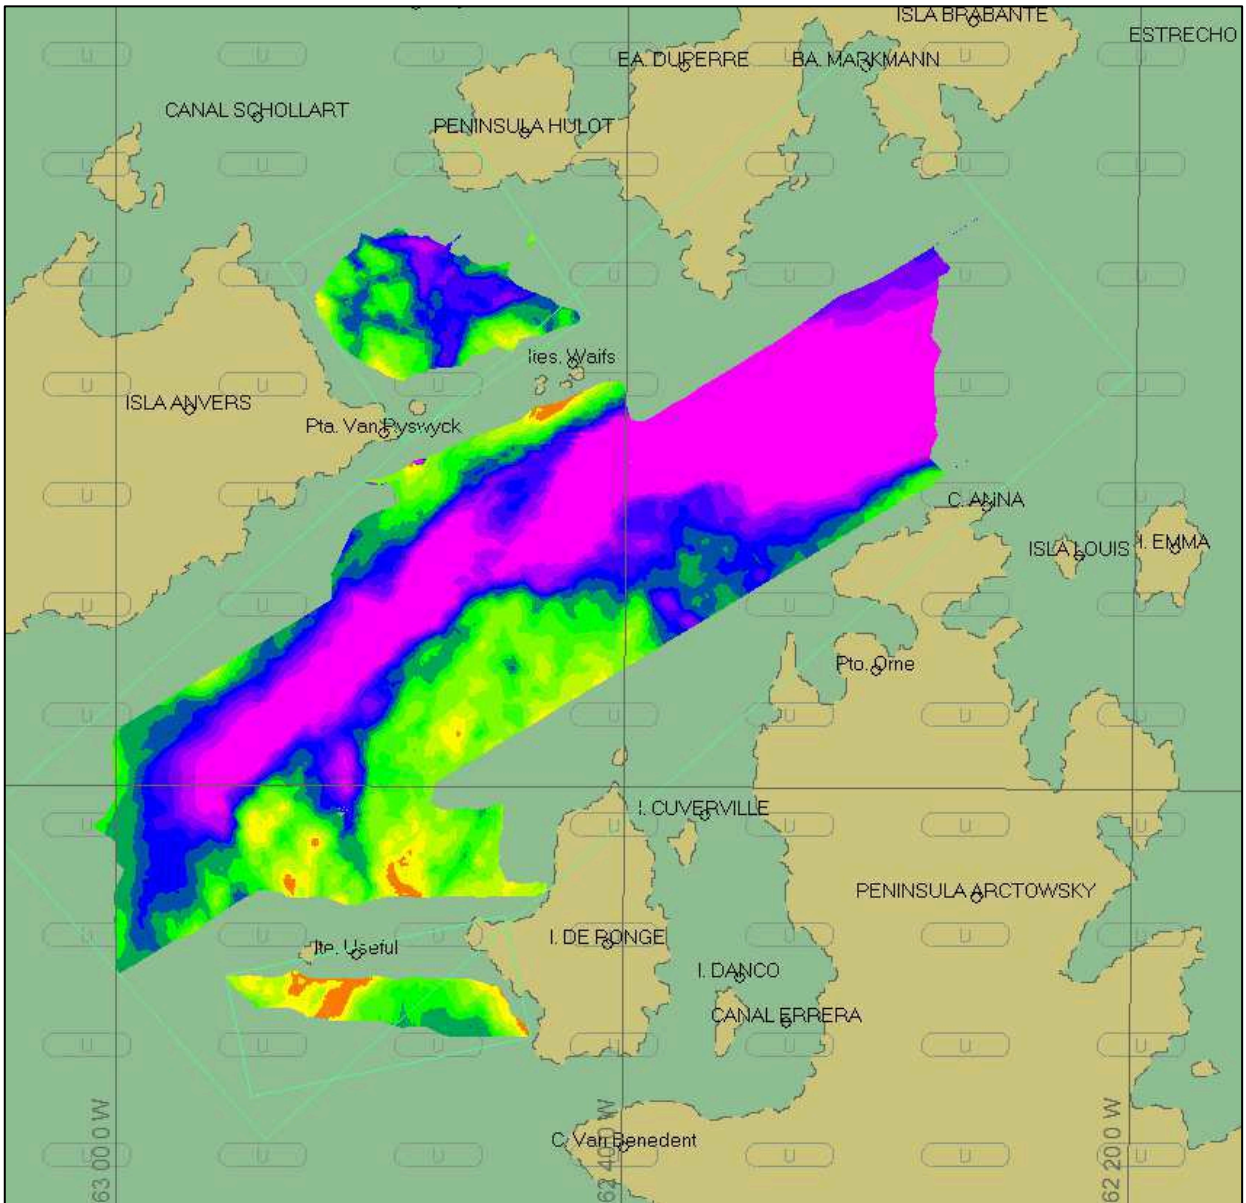 ISLA BRABANTE
ESTRECHO
EA. DUPERRE
BA. MARKMANN
CANAL SCHOLLART
PENINSULA HULOT
Iles. Waifs
ISLA ANVERS
Pta. Van Ryswyck
C. ANNA
ISLA LOUIS
I. EMMA
Pto. Orne
I. CUVERVILLE
PENINSULA ARCTOWSKY
I. DE RONGE
Ite. Useful
I. DANCO
CANAL ERRERA
C. Van Benedent
63 00 0 W
62 40 0 W
62 20 0 W